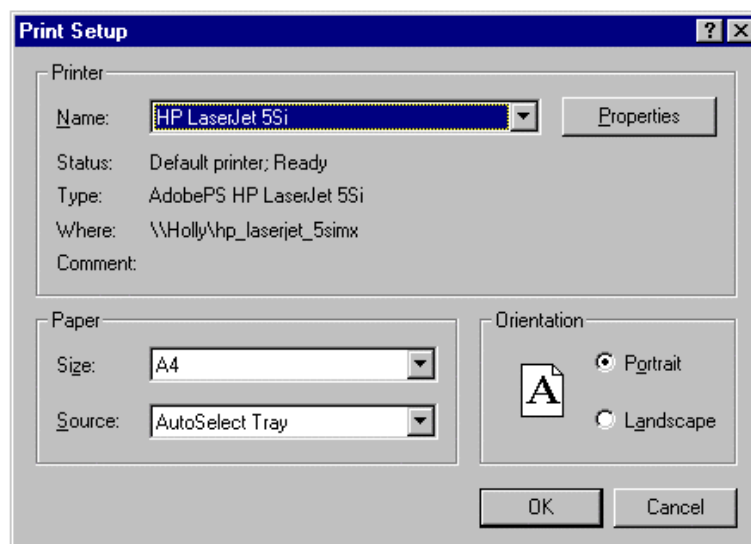 Print Setup
Printer
Name: HP LaserJet 5Si Properties
Status: Default printer; Ready
Type: AdobePS HP LaserJet 5Si
Where: \\Holly\hp_laserjet_5simx
Comment:
Paper
Size: A4
Source: AutoSelect Tray
Orientation
A
Portrait
Landscape
OK Cancel